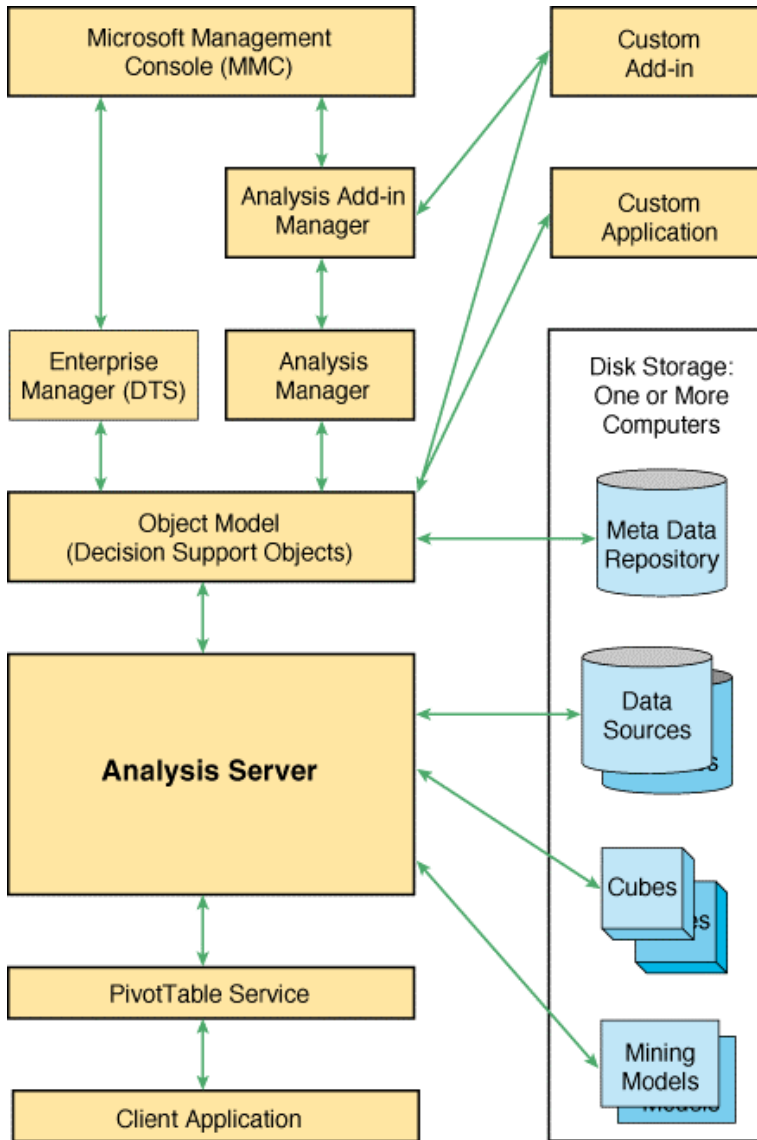 Microsoft Management
Console (MMC)
Custom
Add-in
Analysis Add-in
Manager
Custom
Application
Enterprise
Manager (DTS)
Analysis
Manager
Disk Storage:
One or More
Computers
Object Model
(Decision Support Objects)
Meta Data
Repository
Analysis Server
Data
Sources
Cubes
PivotTable Service
Mining
Models
Client Application